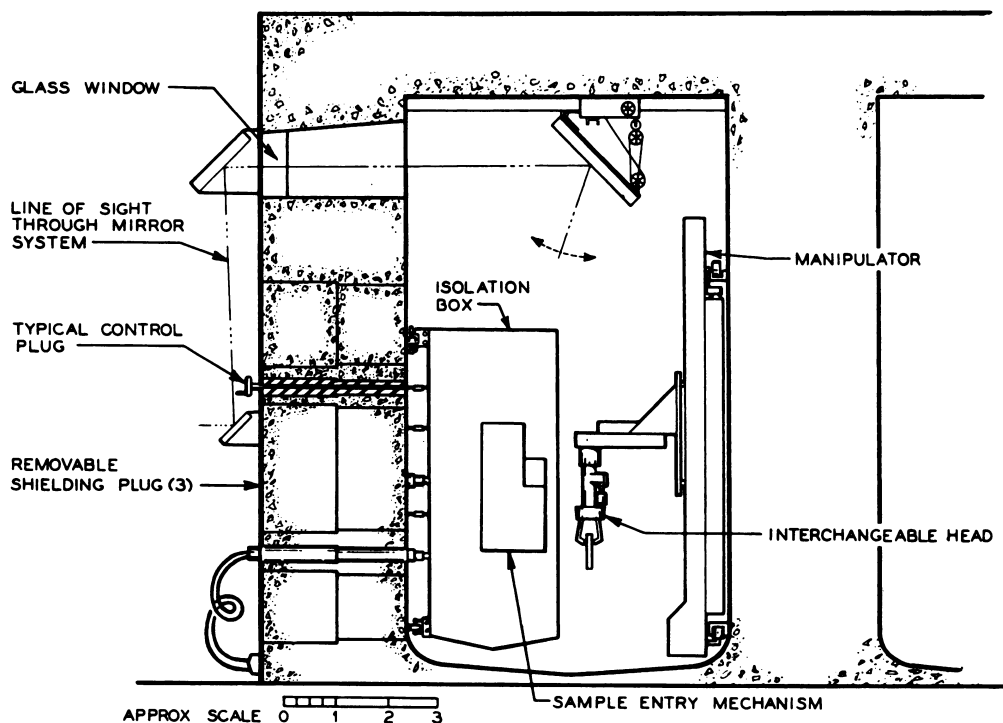 GLASS WINDOW
LINE OF SIGHT
THROUGH MIRROR
SYSTEM
TYPICAL CONTROL
PLUG
REMOVABLE
SHIELDING PLUG (3)
ISOLATION
BOX
MANIPULATOR
INTERCHANGEABLE HEAD
SAMPLE ENTRY MECHANISM
APPROX SCALE 0 1 2 3